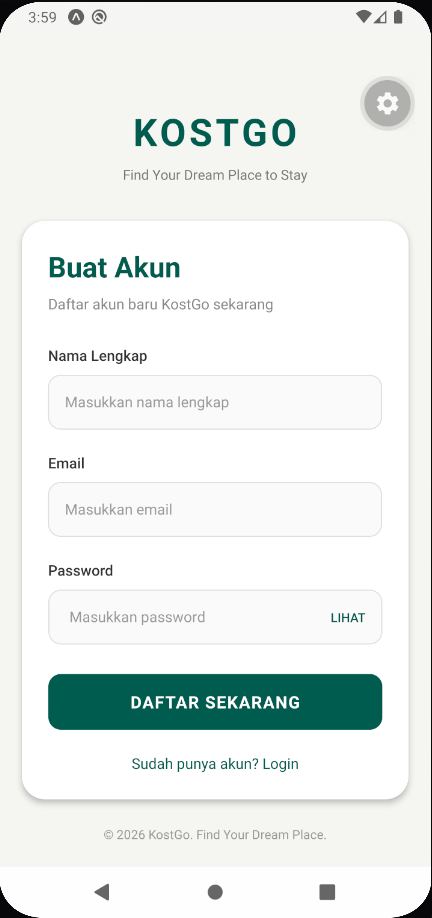 3:59
KOSTGO
Find Your Dream Place to Stay
Buat Akun
Daftar akun baru KostGo sekarang
Nama Lengkap
Masukkan nama lengkap
Email
Masukkan email
Password
Masukkan password LIHAT
DAFTAR SEKARANG
Sudah punya akun? Login
© 2026 KostGo. Find Your Dream Place.